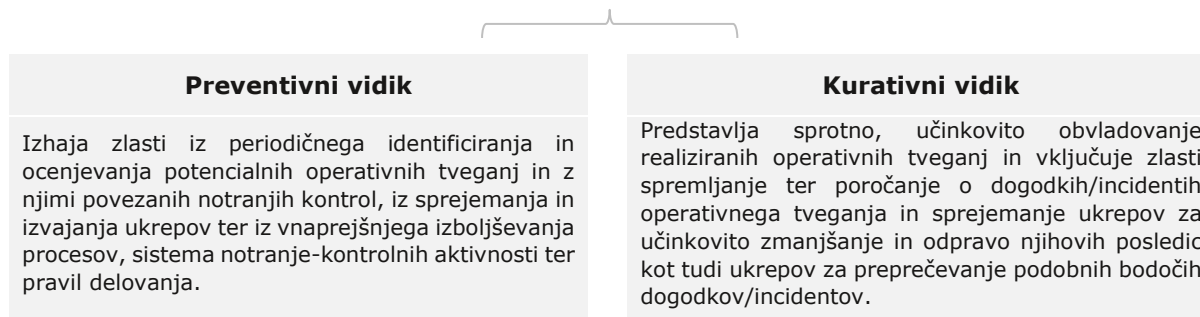 Preventivni vidik
Izhaja zlasti iz periodičnega identificiranja in
ocenjevanja potencialnih operativnih tveganj in z
njimi povezanih notranjih kontrol, iz sprejemanja in
izvajanja ukrepov ter iz vnaprejšnjega izboljševanja
procesov, sistema notranje-kontrolnih aktivnosti ter
pravil delovanja.
Kurativni vidik
Predstavlja sprotno, učinkovito obvladovanje
realiziranih operativnih tveganj in vključuje zlasti
spremljanje ter poročanje o dogodkih/incidentih
operativnega tveganja in sprejemanje ukrepov za
učinkovito zmanjšanje in odpravo njihovih posledic
kot tudi ukrepov za preprečevanje podobnih bodočih
dogodkov/incidentov.